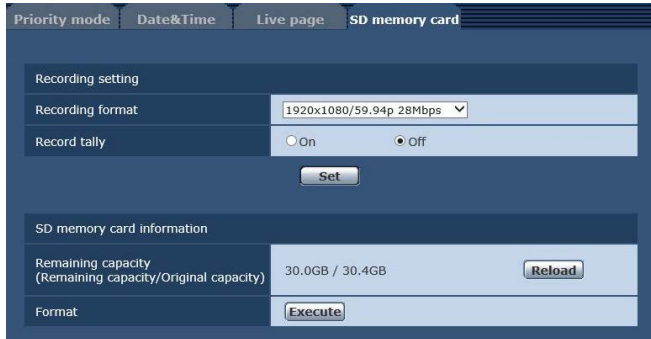 Priority mode Date&Time Live page SD memory card
Recording setting
Recording format 1920x1080/59.94p 28Mbps
Record tally On Off
Set
SD memory card information
Remaining capacity
(Remaining capacity/Original capacity) 30.0GB / 30.4GB Reload
Format Execute